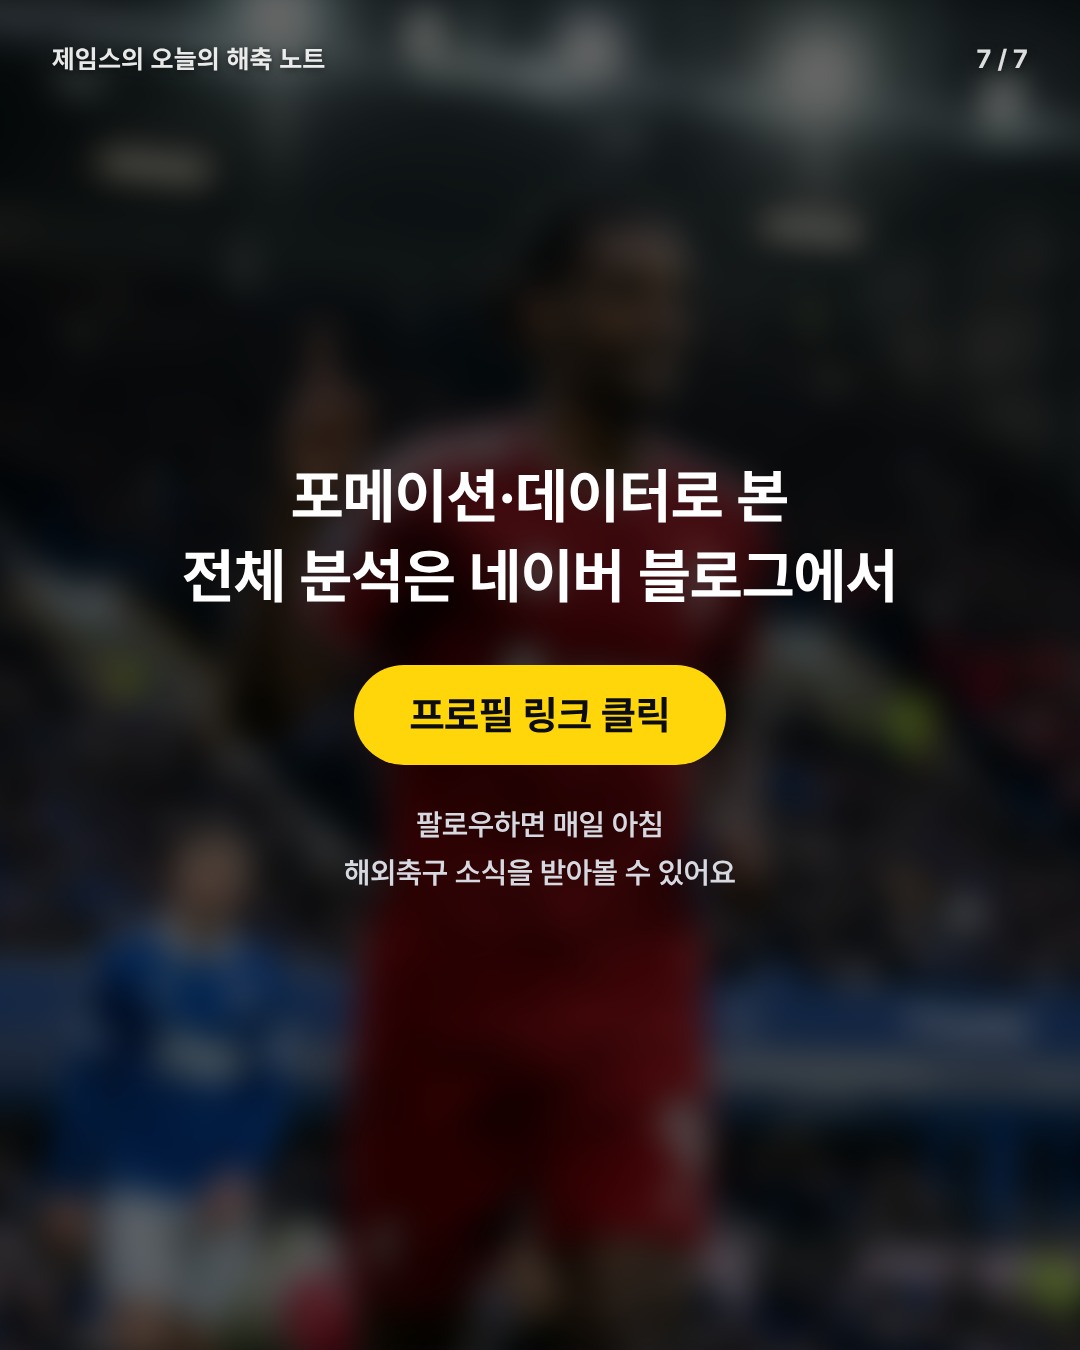 제임스의 오늘의 해축 노트
7 / 7
포메이션·데이터로 본
전체 분석은 네이버 블로그에서
프로필 링크 클릭
팔로우하면 매일 아침
해외축구 소식을 받아볼 수 있어요